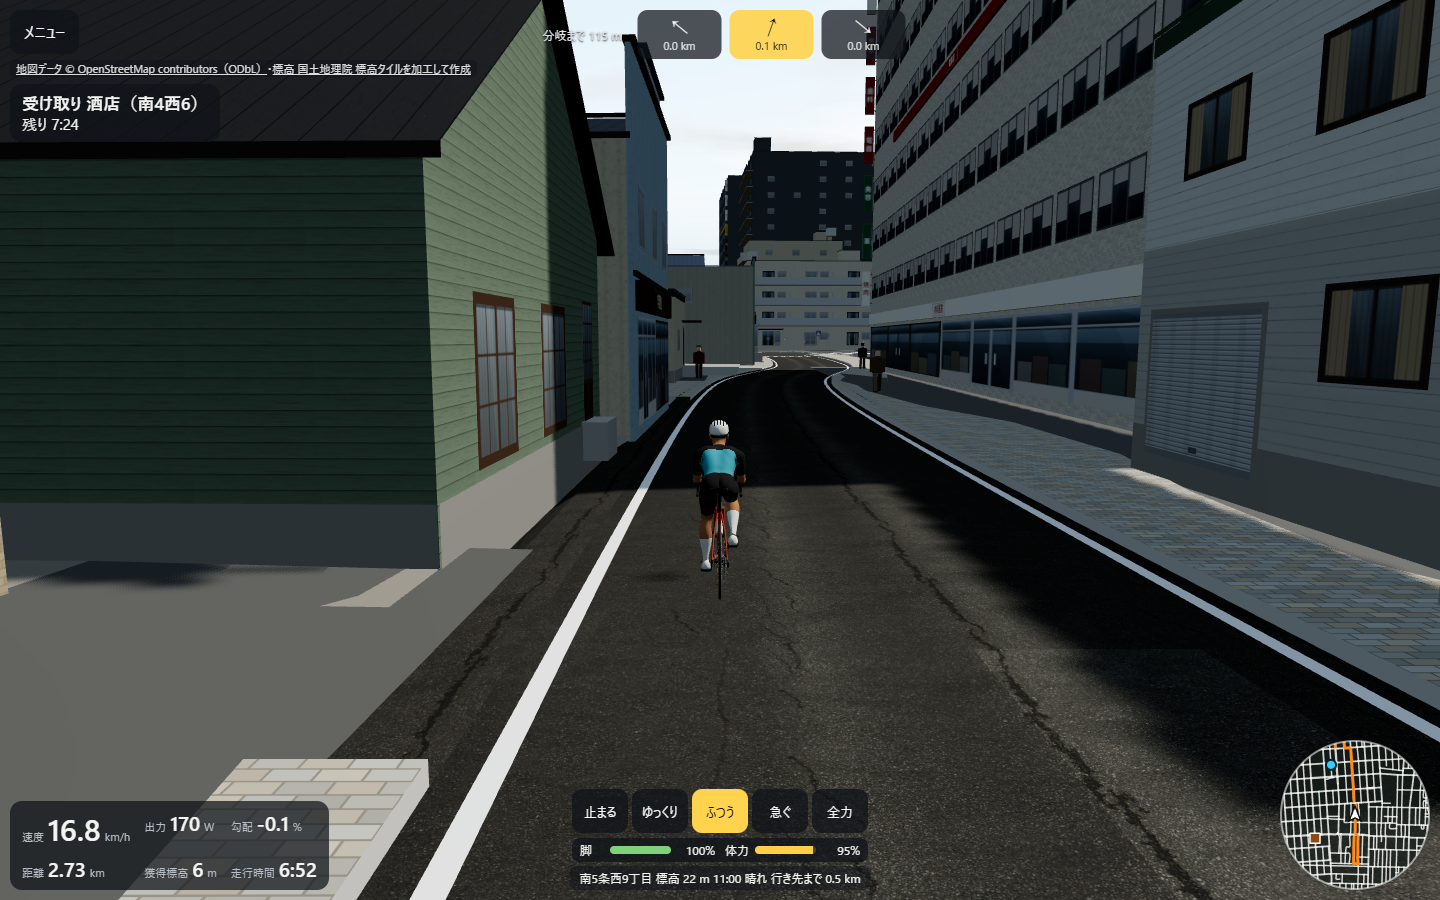 メニュー
分岐まで 115 m
0.0 km
0.1 km
0.0 km
地図データ © OpenStreetMap contributors（ODbL）・標高 国土地理院 標高タイルを加工して作成
受け取り 酒店（南4西6）
残り 7:24
速度 16.8 km/h 出力 170 W 勾配 -0.1 %
距離 2.73 km 獲得標高 6 m 走行時間 6:52
止まる ゆっくり ふつう 急ぐ 全力
脚 100% 体力 95%
南5条西9丁目 標高 22 m 11:00 晴れ 行き先まで 0.5 km